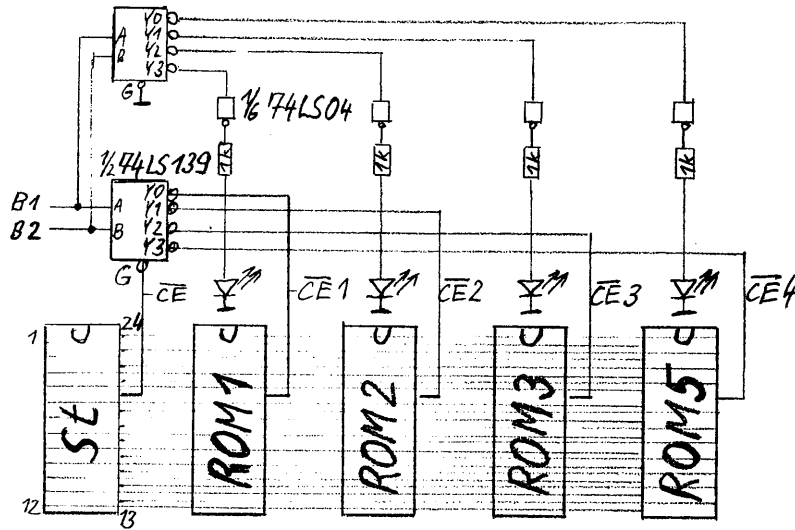 A Y0
B Y1
Y2
Y3
G
1/6 74LS04
1k 1k 1k 1k
1/2 74LS139
B1 A Y0
B2 B Y1
Y2
Y3
G
CE CE1 CE2 CE3 CE4
1 24
St ROM1 ROM2 ROM3 ROM5
12 13